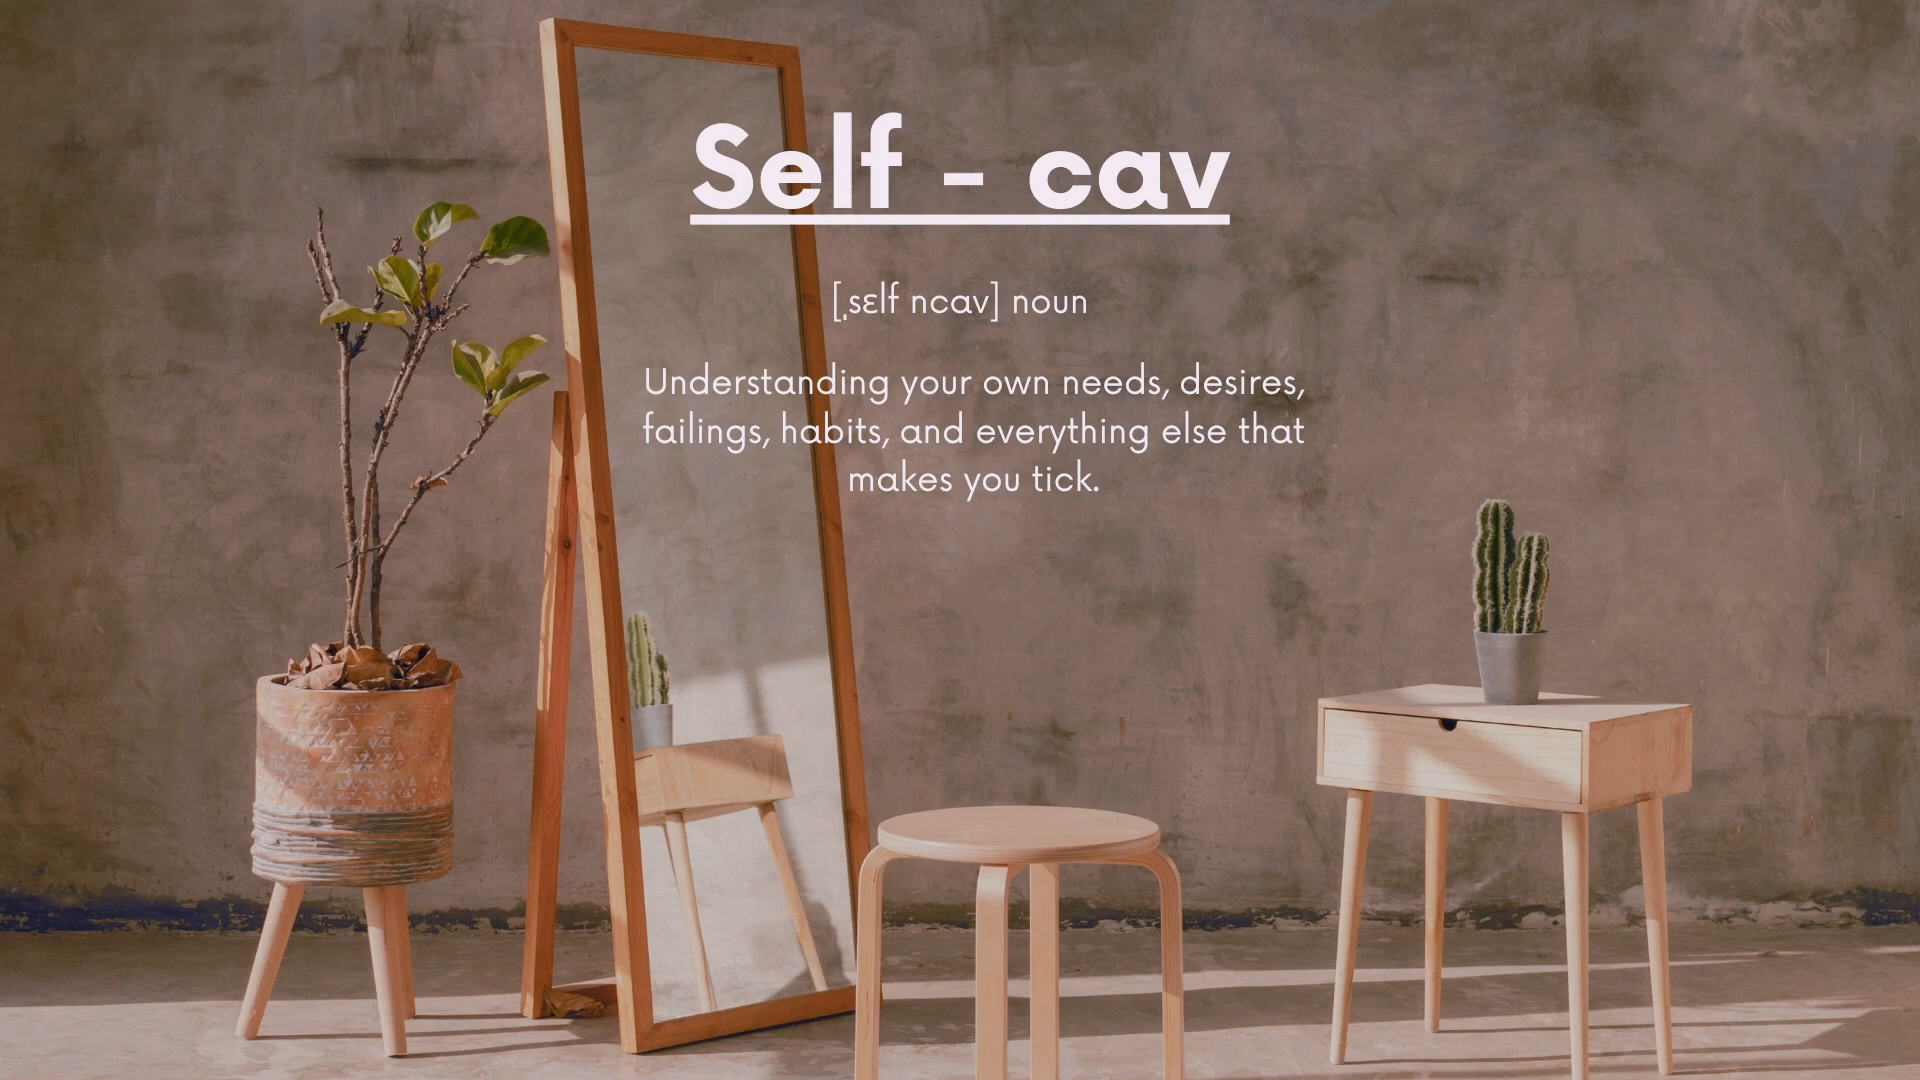 Self - cav
[ˌsɛlf ncav] noun
Understanding your own needs, desires,
failings, habits, and everything else that
makes you tick.